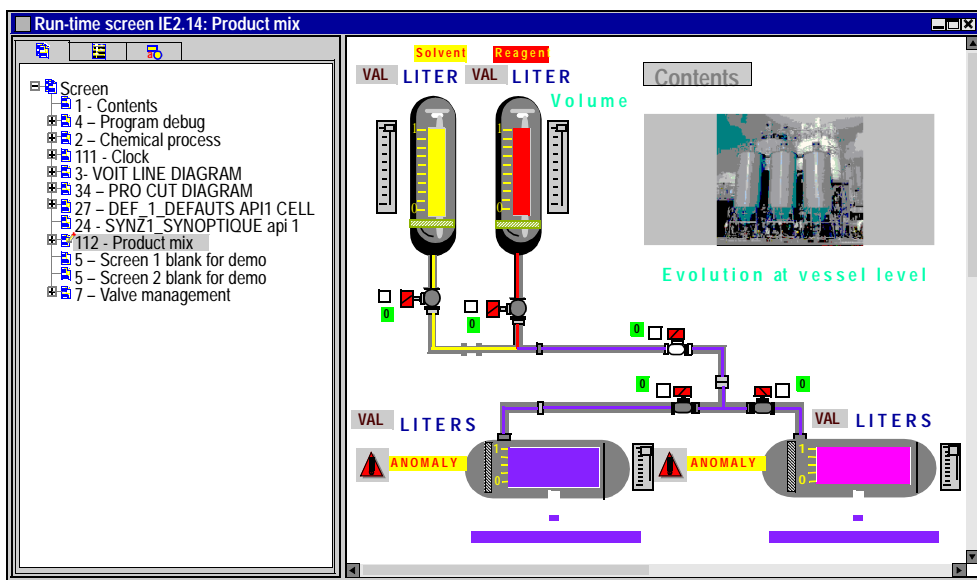 Run-time screen IE2.14: Product mix
Screen
1 - Contents
4 – Program debug
2 – Chemical process
111 - Clock
3- VOIT LINE DIAGRAM
34 – PRO CUT DIAGRAM
27 – DEF_1_DEFAUTS API1 CELL
24 - SYNZ1_SYNOPTIQUE api 1
112 - Product mix
5 – Screen 1 blank for demo
5 – Screen 2 blank for demo
7 – Valve management
Solvent Reagent
VAL LITER VAL LITER
Contents
Volume
1 1
0 0
Evolution at vessel level
0 0
0
0 0
VAL LITERS
VAL LITERS
ANOMALY
1
0
ANOMALY
1
0